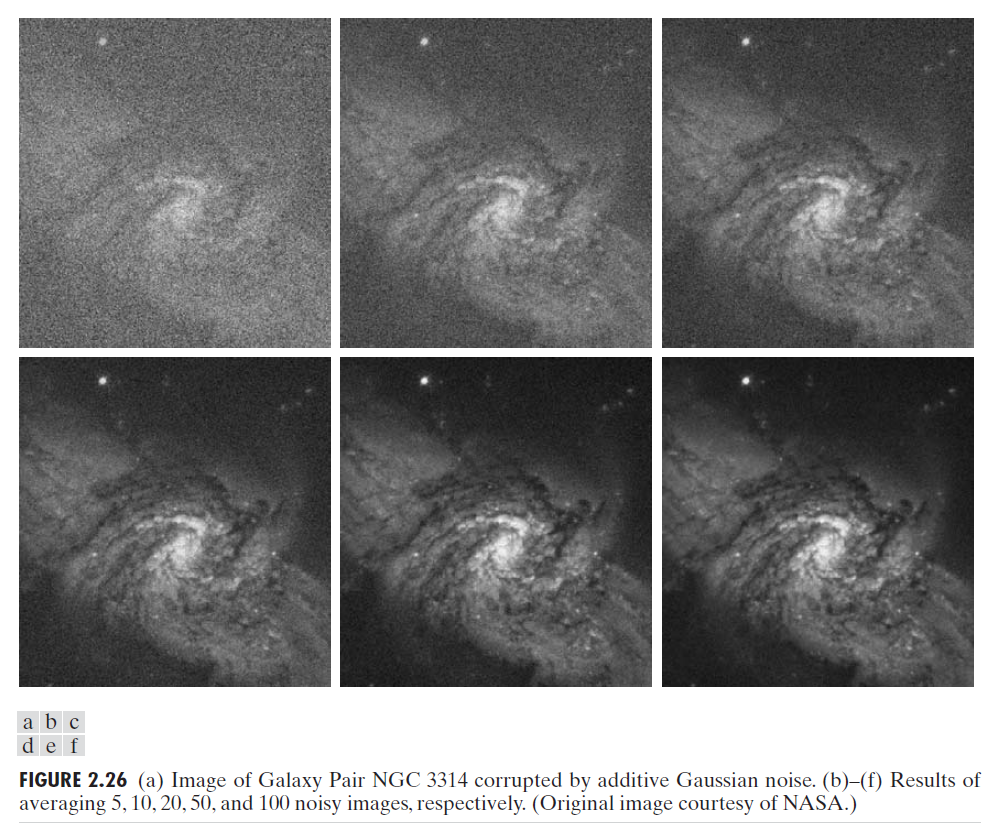 a b c
d e f
FIGURE 2.26 (a) Image of Galaxy Pair NGC 3314 corrupted by additive Gaussian noise. (b)–(f) Results of
averaging 5, 10, 20, 50, and 100 noisy images, respectively. (Original image courtesy of NASA.)